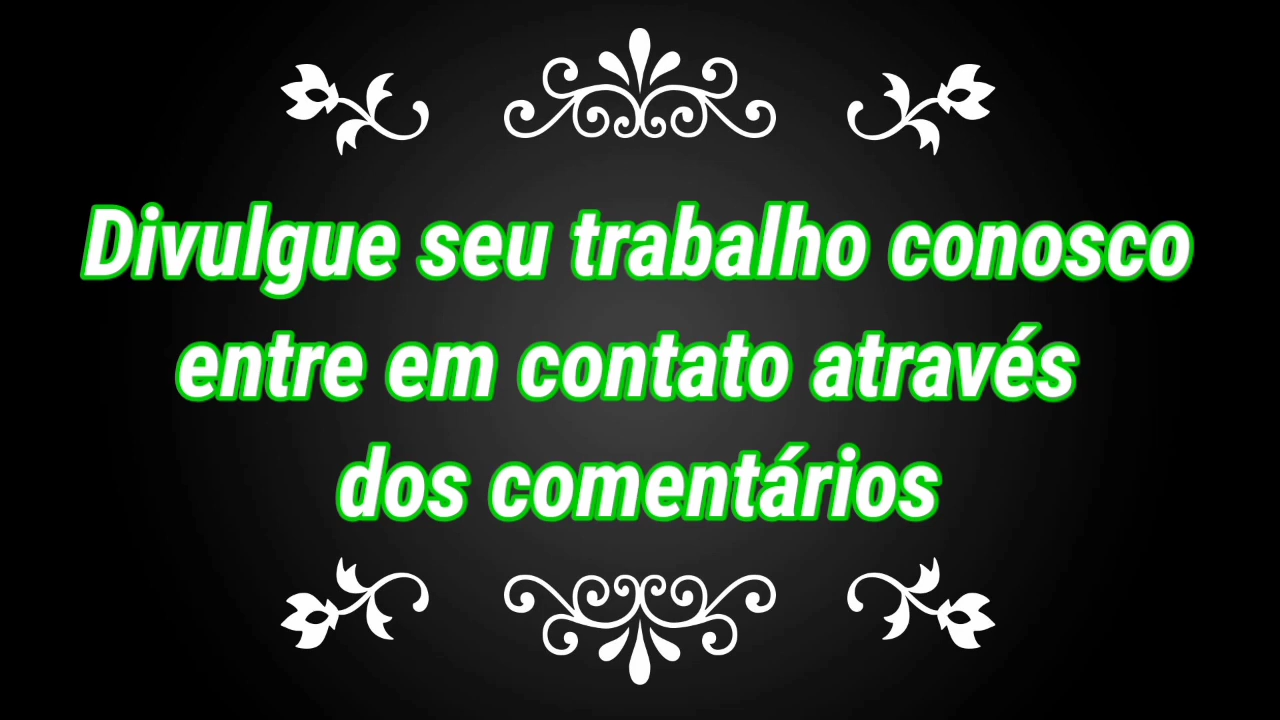 Divulgue seu trabalho conosco
entre em contato através
dos comentários